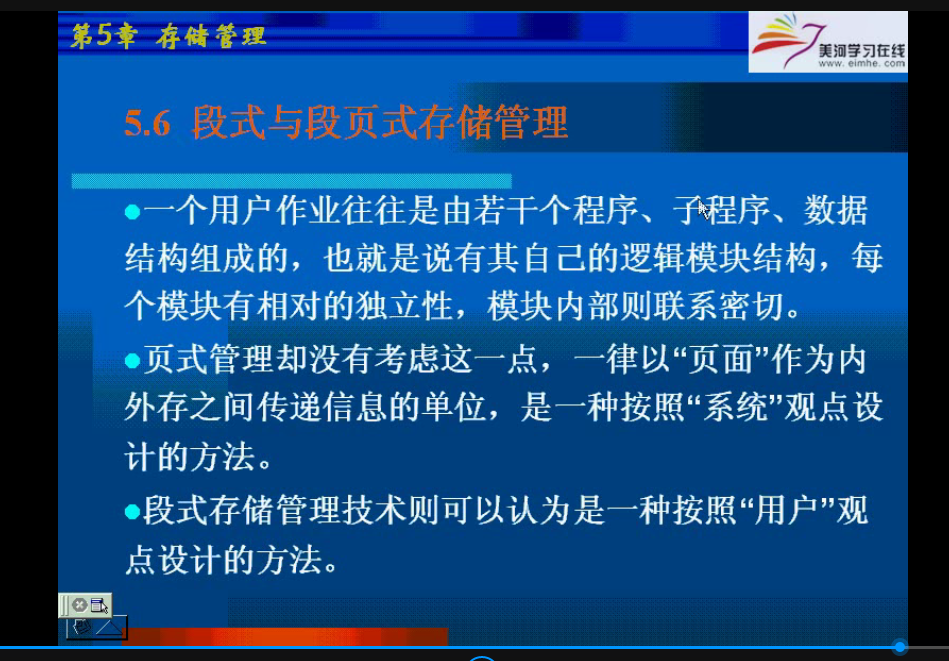 第5章 存储管理
美河学习在线
www. eimhe. com
5.6 段式与段页式存储管理
●一个用户作业往往是由若干个程序、子程序、数据
结构组成的，也就是说有其自己的逻辑模块结构，每
个模块有相对的独立性，模块内部则联系密切。
●页式管理却没有考虑这一点，一律以“页面”作为内
外存之间传递信息的单位，是一种按照“系统”观点设
计的方法。
●段式存储管理技术则可以认为是一种按照“用户”观
点设计的方法。